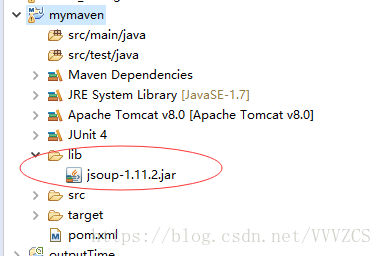 mymaven
src/main/java
src/test/java
Maven Dependencies
JRE System Library [JavaSE-1.7]
Apache Tomcat v8.0 [Apache Tomcat v8.0]
JUnit 4
lib
jsoup-1.11.2.jar
src
target
pom.xml
https://blog.csdn.net/VVVZCS
outputTime